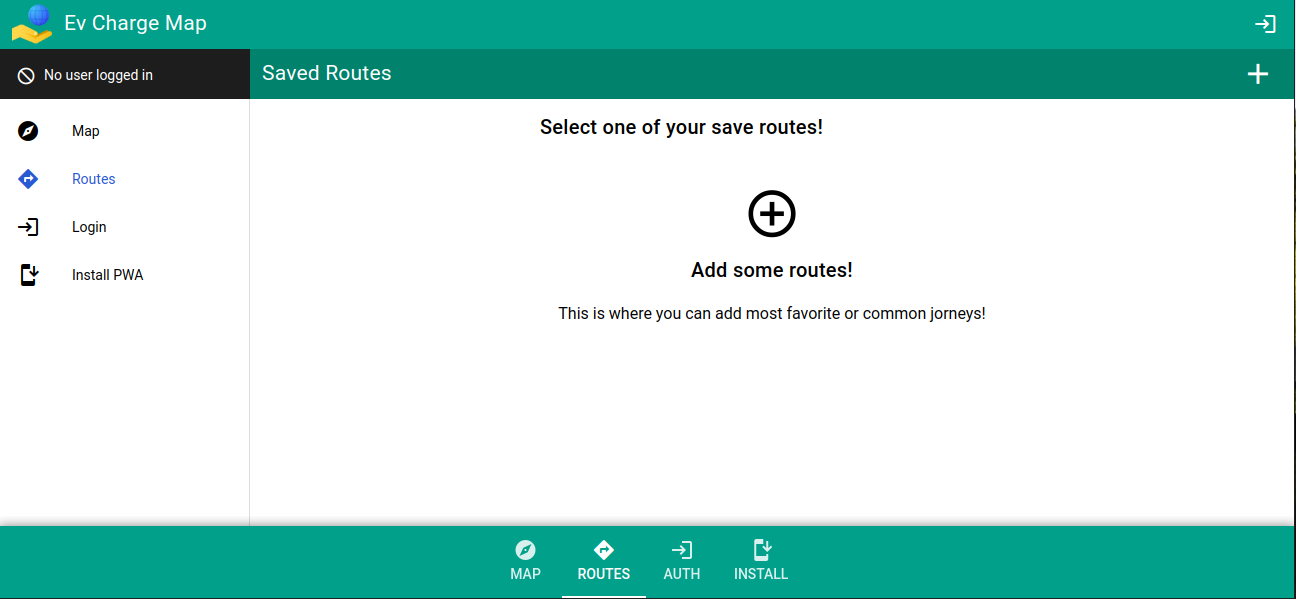 Ev Charge Map
No user logged in
Saved Routes
Map
Routes
Login
Install PWA
Select one of your save routes!
Add some routes!
This is where you can add most favorite or common jorneys!
MAP
ROUTES
AUTH
INSTALL